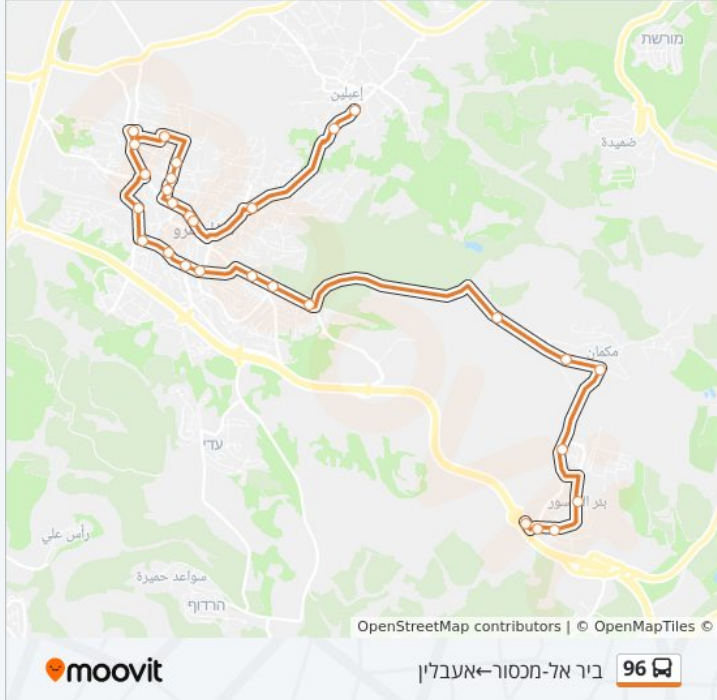 מורשת
إعبلين
ضميدة
مكمان
עדי
بئر ا
سور
رأس علي
سواعد حميرة
הרדוף
OpenStreetMap contributors | © OpenMapTiles ©
moovit
ביר אל-מכסור←אעבלין
96